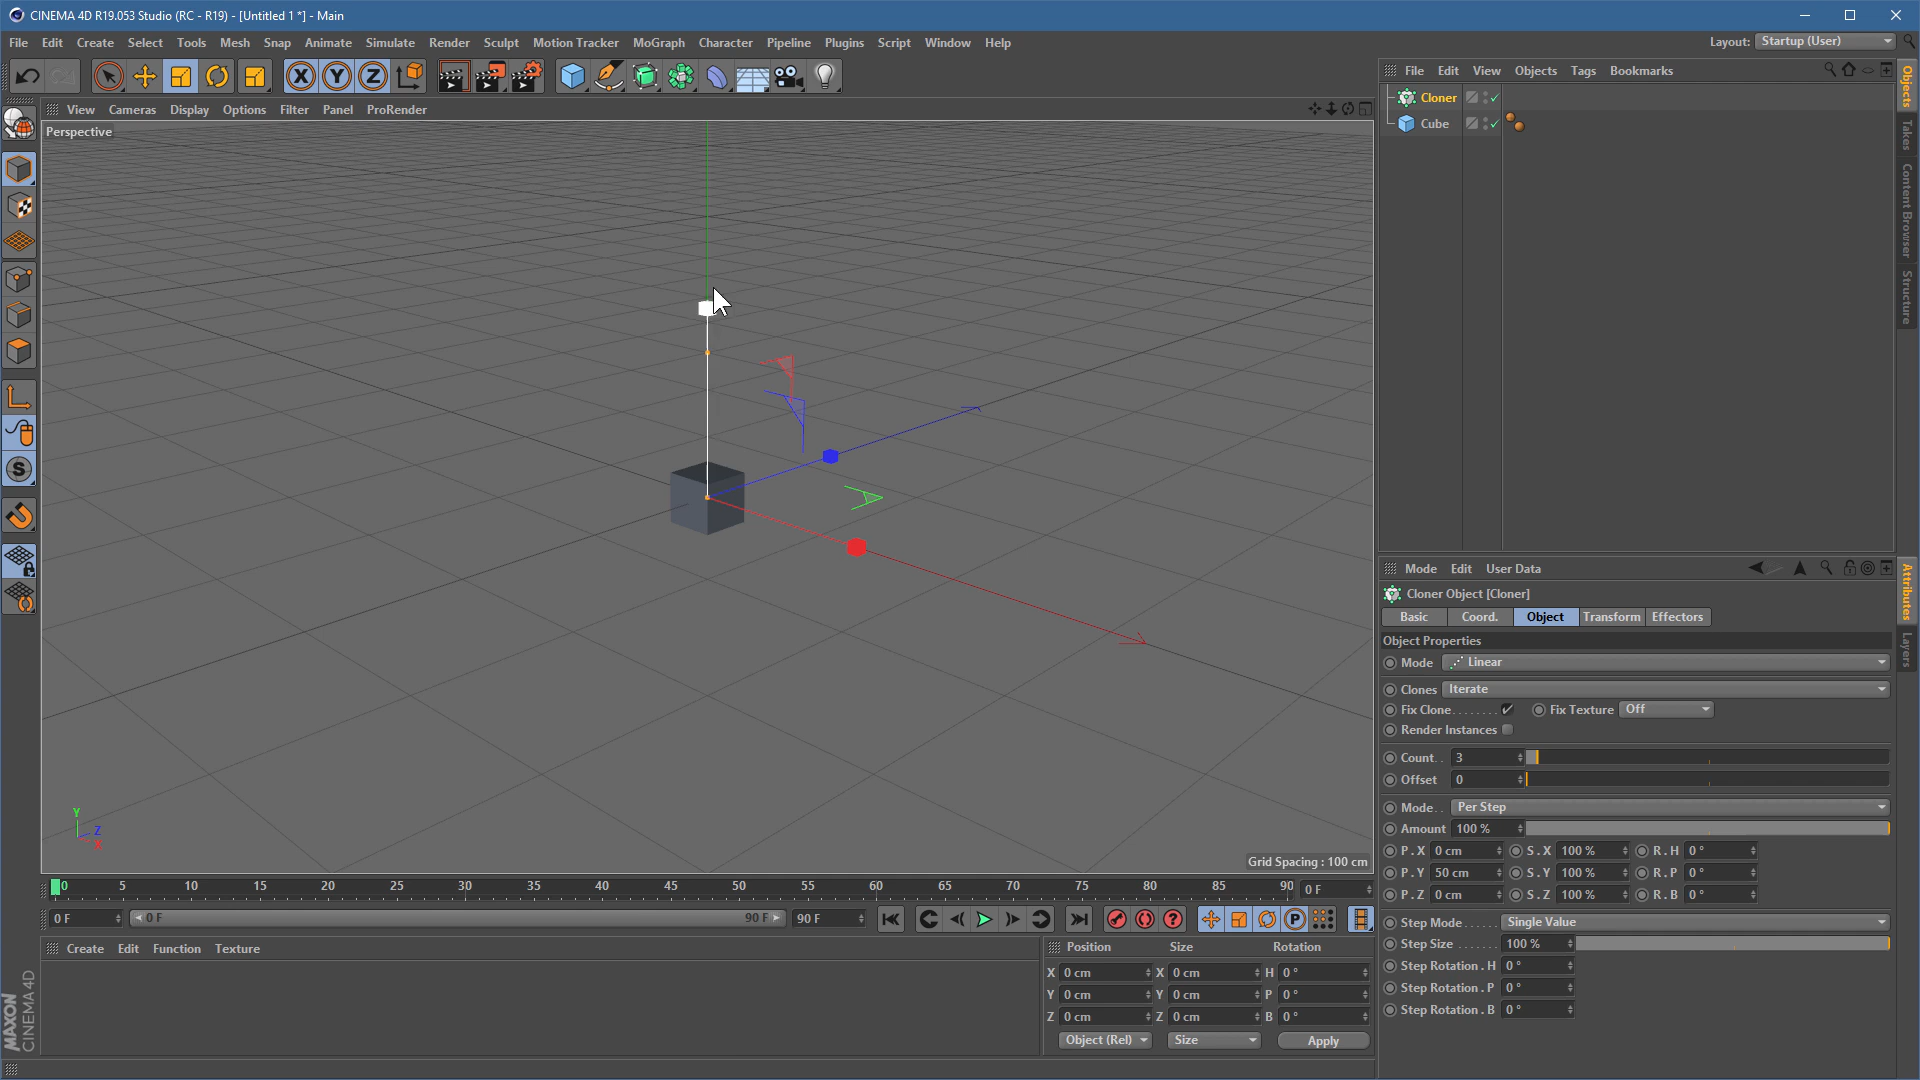 CINEMA 4D R19.053 Studio (RC - R19) - [Untitled 1 *] - Main
File Edit Create Select Tools Mesh Snap Animate Simulate Render Sculpt Motion Tracker MoGraph Character Pipeline Plugins Script Window Help Layout: Startup (User)
X Y Z
File Edit View Objects Tags Bookmarks
Objects
Takes
Content Browser
Structure
Cloner
Cube
View Cameras Display Options Filter Panel ProRender
Perspective
S
Y
Z
X
Grid Spacing : 100 cm
Mode Edit User Data
Attributes
Layers
Cloner Object [Cloner]
Basic Coord. Object Transform Effectors
Object Properties
Mode Linear
Clones Iterate
Fix Clone........ Fix Texture Off
Render Instances
Count.. 3
Offset 0
Mode.. Per Step
Amount 100 %
P . X 0 cm S . X 100 % R . H 0 °
P . Y 50 cm S . Y 100 % R . P 0 °
P . Z 0 cm S . Z 100 % R . B 0 °
Step Mode...... Single Value
Step Size ....... 100 %
Step Rotation . H 0 °
Step Rotation . P 0 °
Step Rotation . B 0 °
0 5 10 15 20 25 30 35 40 45 50 55 60 65 70 75 80 85 90 0 F
0 F 0 F 90 F 90 F ? P
Create Edit Function Texture
Position Size Rotation
X 0 cm X 0 cm H 0 °
Y 0 cm Y 0 cm P 0 °
Z 0 cm Z 0 cm B 0 °
Object (Rel) Size Apply
MAXON
CINEMA 4D